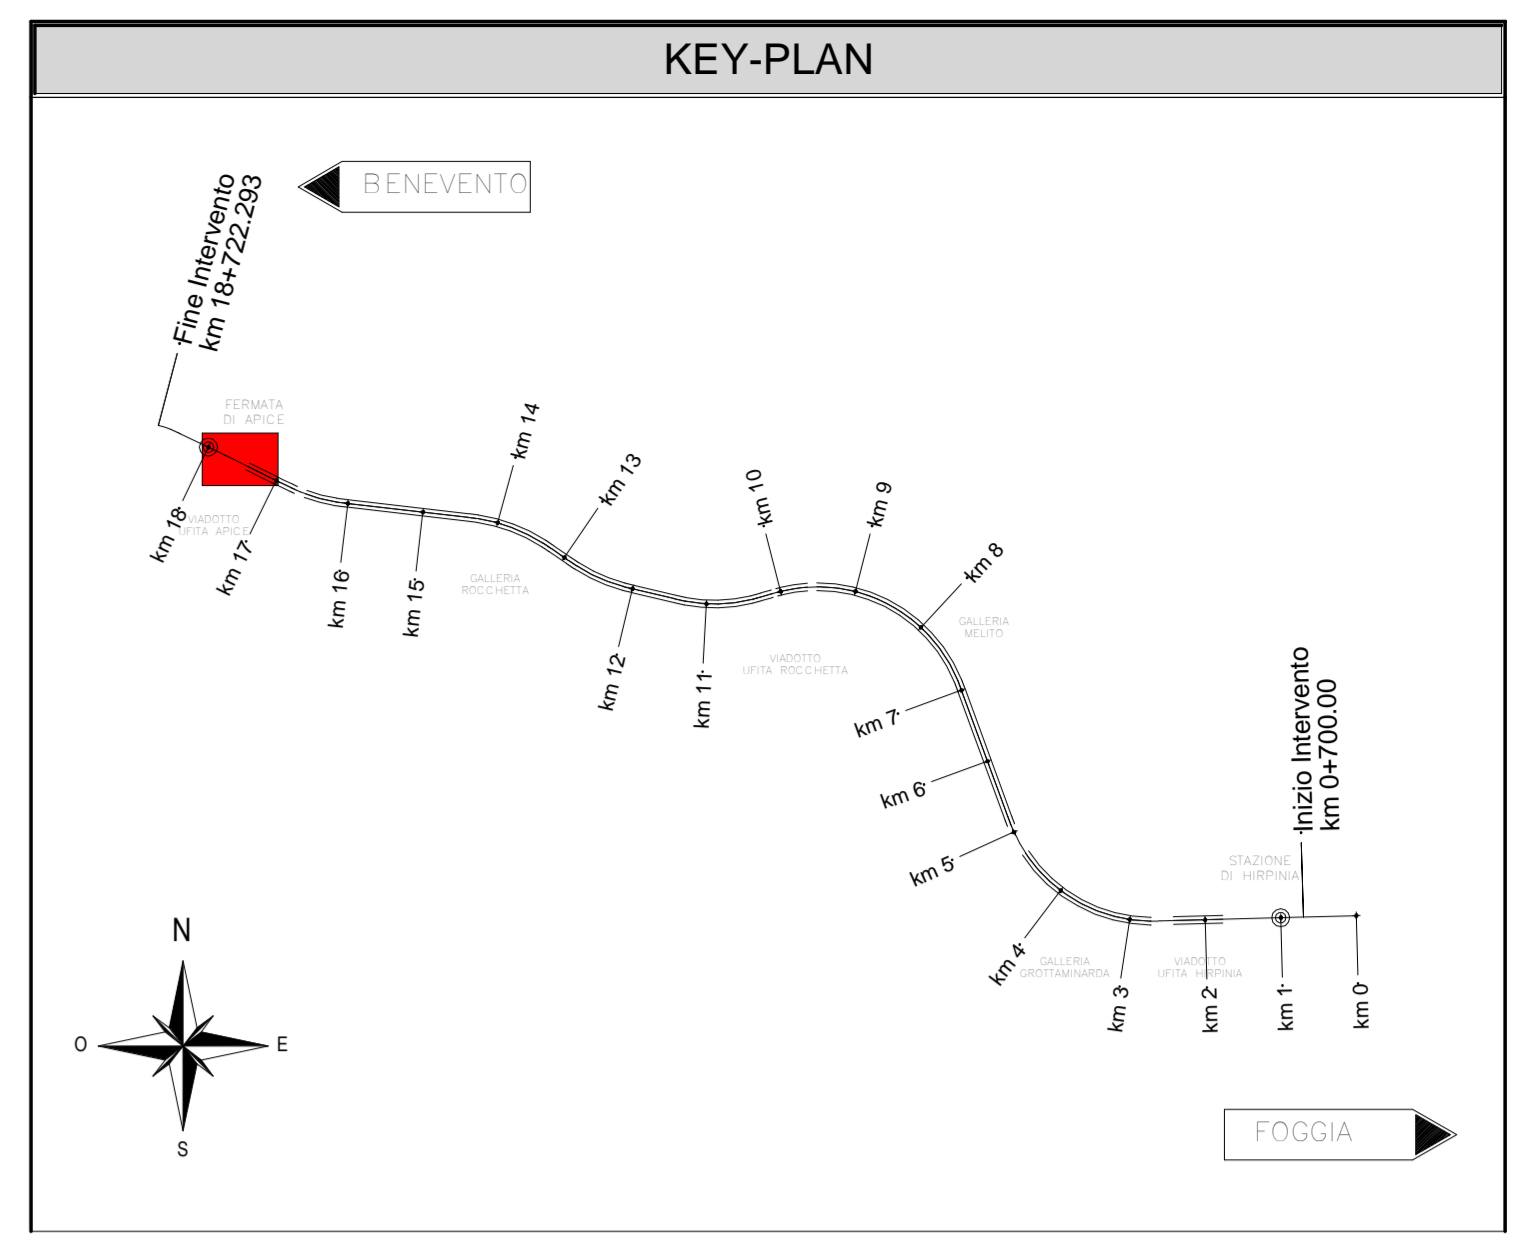 KEY-PLAN
BENEVENTO
Fine Intervento
km 18+722.293
FERMATA
DI APICE
km 18
VIADOTTO
UFITA APICE
km 17
km 16
km 15
km 14
GALLERIA
ROCCHETTA
km 13
km 12
km 11
km 10
VIADOTTO
UFITA ROCCHETTA
km 9
km 8
GALLERIA
MELITO
km 7
km 6
km 5
Inizio Intervento
km 0+700.00
STAZIONE
DI HIRPINIA
km 4
GALLERIA
GROTTAMINARDA
km 3
VIADOTTO
UFITA HIRPINIA
km 2
km 1
km 0
N
O
E
S
FOGGIA